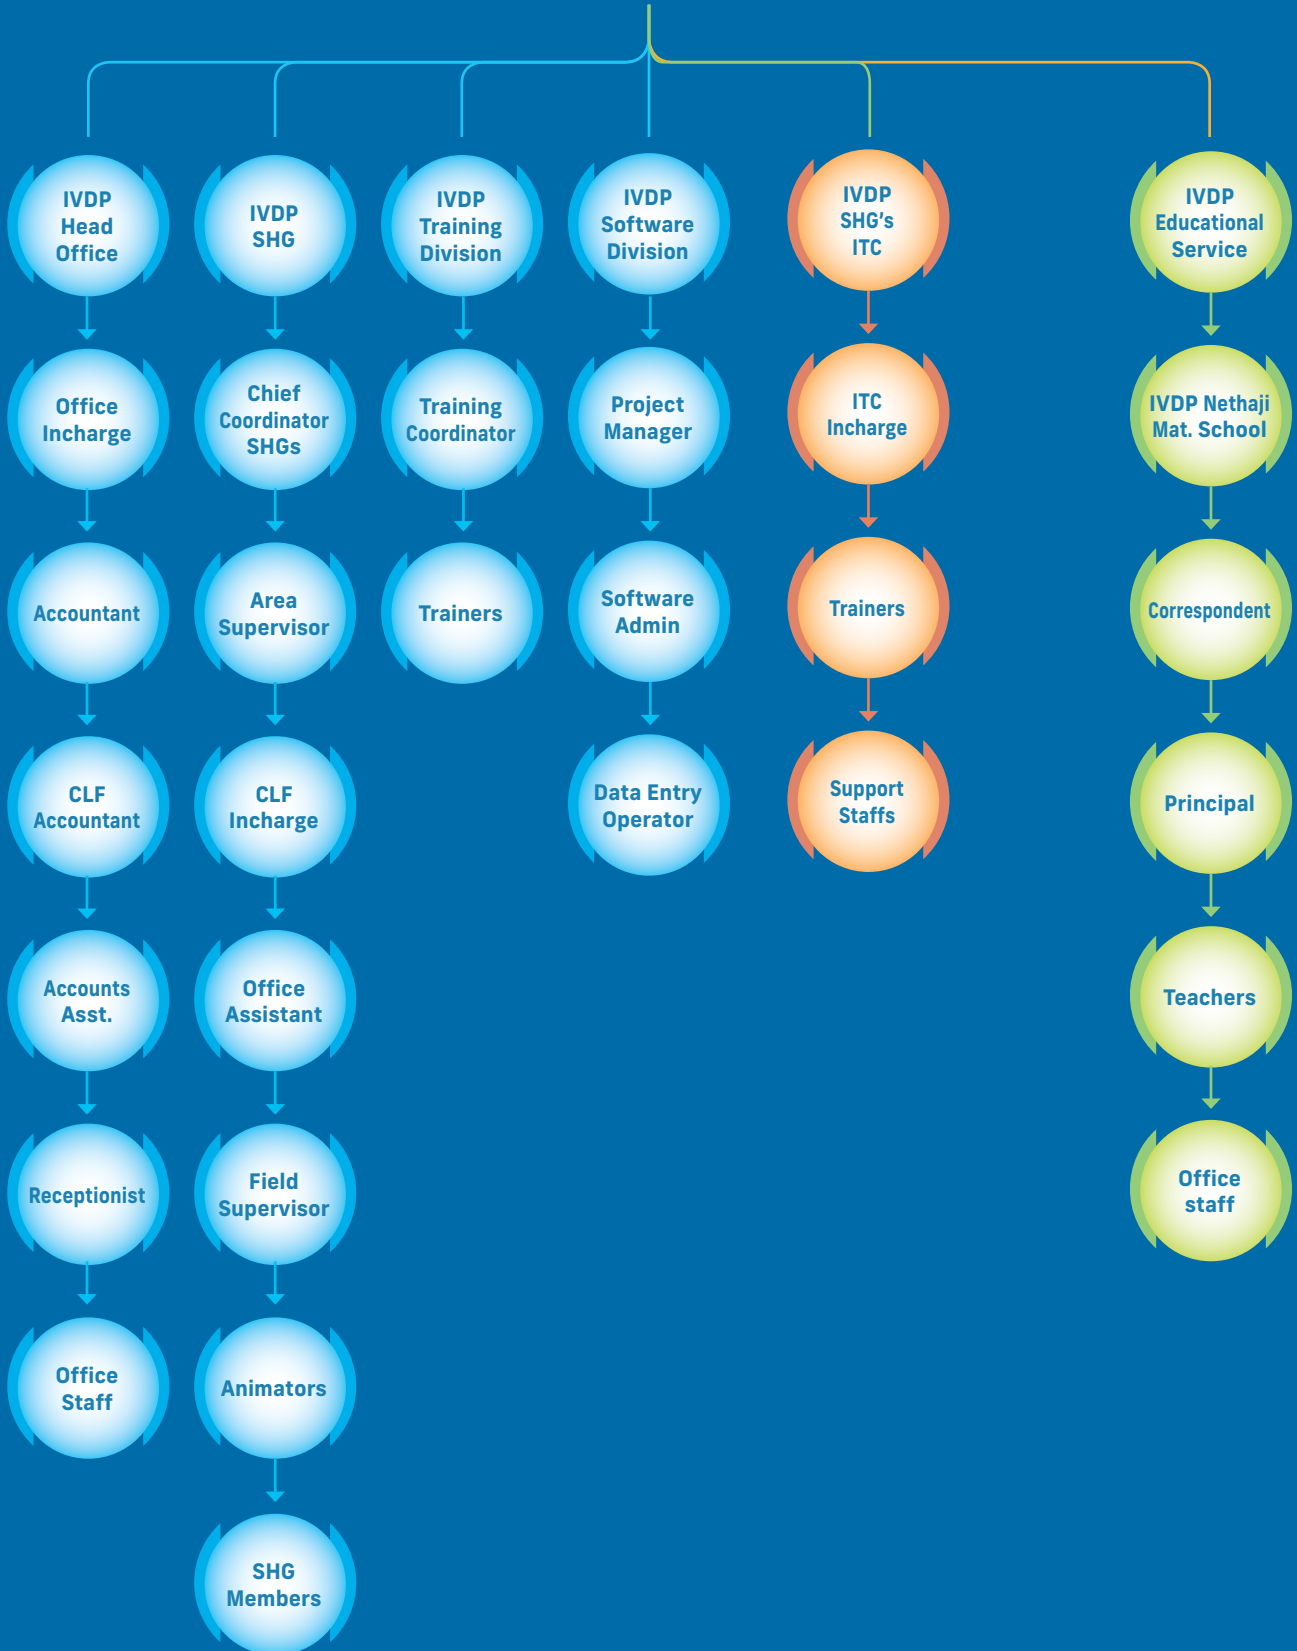 IVDP
Head
Office
IVDP
SHG
IVDP
Training
Division
IVDP
Software
Division
IVDP
SHG's
ITC
IVDP
Educational
Service
Office
Incharge
Chief
Coordinator
SHGs
Training
Coordinator
Project
Manager
ITC
Incharge
IVDP Nethaji
Mat. School
Accountant
Area
Supervisor
Trainers
Software
Admin
Trainers
Correspondent
CLF
Accountant
CLF
Incharge
Data Entry
Operator
Support
Staffs
Principal
Accounts
Asst.
Office
Assistant
Teachers
Receptionist
Field
Supervisor
Office
staff
Office
Staff
Animators
SHG
Members